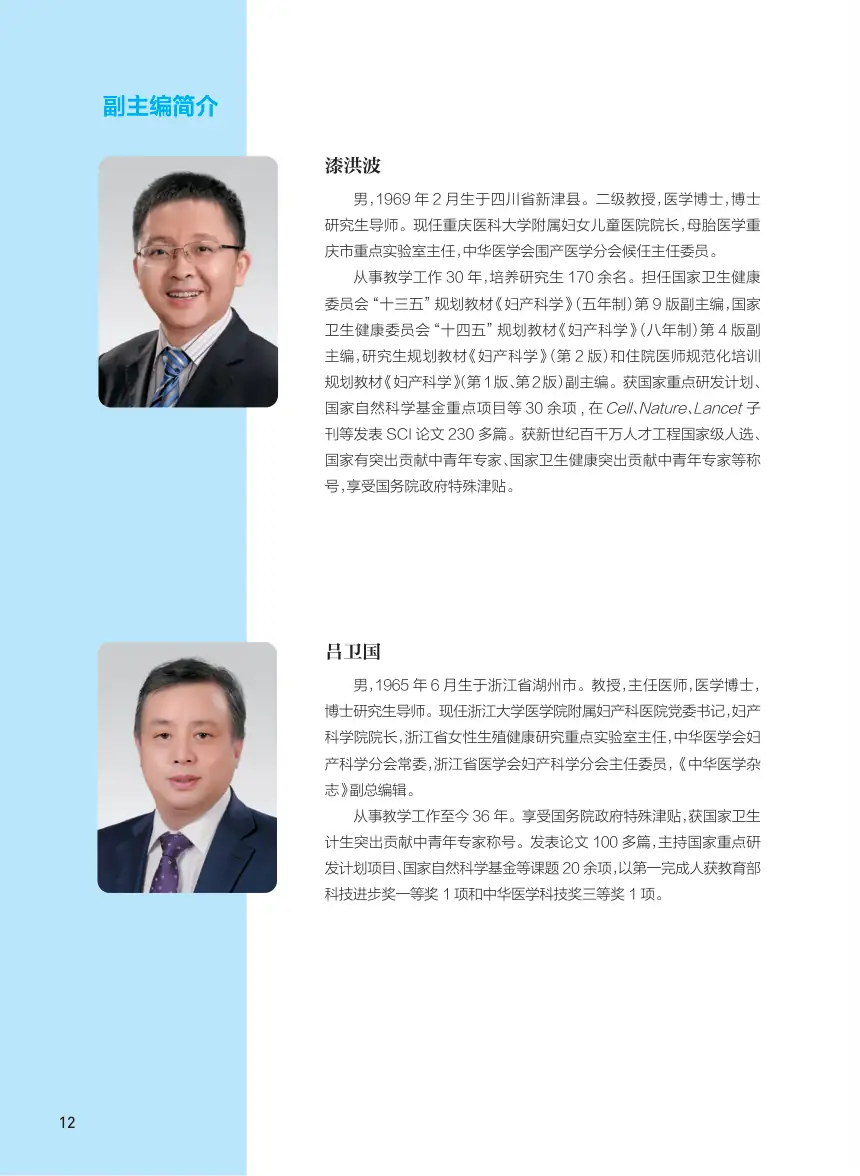 副主编简介
漆洪波
男，1969 年 2 月生于四川省新津县。二级教授，医学博士，博士
研究生导师。现任重庆医科大学附属妇女儿童医院院长，母胎医学重
庆市重点实验室主任，中华医学会围产医学分会候任主任委员。
从事教学工作 30 年，培养研究生 170 余名。担任国家卫生健康
委员会“十三五”规划教材《妇产科学》（五年制）第 9 版副主编，国家
卫生健康委员会“十四五”规划教材《妇产科学》（八年制）第 4 版副
主编，研究生规划教材《妇产科学》（第 2 版）和住院医师规范化培训
规划教材《妇产科学》（第1版、第2版）副主编。获国家重点研发计划、
国家自然科学基金重点项目等 30 余项，在 Cell、Nature、Lancet 子
刊等发表 SCI 论文 230 多篇。获新世纪百千万人才工程国家级人选、
国家有突出贡献中青年专家、国家卫生健康突出贡献中青年专家等称
号，享受国务院政府特殊津贴。
吕卫国
男，1965 年 6 月生于浙江省湖州市。教授，主任医师，医学博士，
博士研究生导师。现任浙江大学医学院附属妇产科医院党委书记，妇产
科学院院长，浙江省女性生殖健康研究重点实验室主任，中华医学会妇
产科学分会常委，浙江省医学会妇产科学分会主任委员，《中华医学杂
志》副总编辑。
从事教学工作至今 36 年。享受国务院政府特殊津贴，获国家卫生
计生突出贡献中青年专家称号。发表论文 100 多篇，主持国家重点研
发计划项目、国家自然科学基金等课题 20 余项，以第一完成人获教育部
科技进步奖一等奖 1 项和中华医学科技奖三等奖 1 项。
12